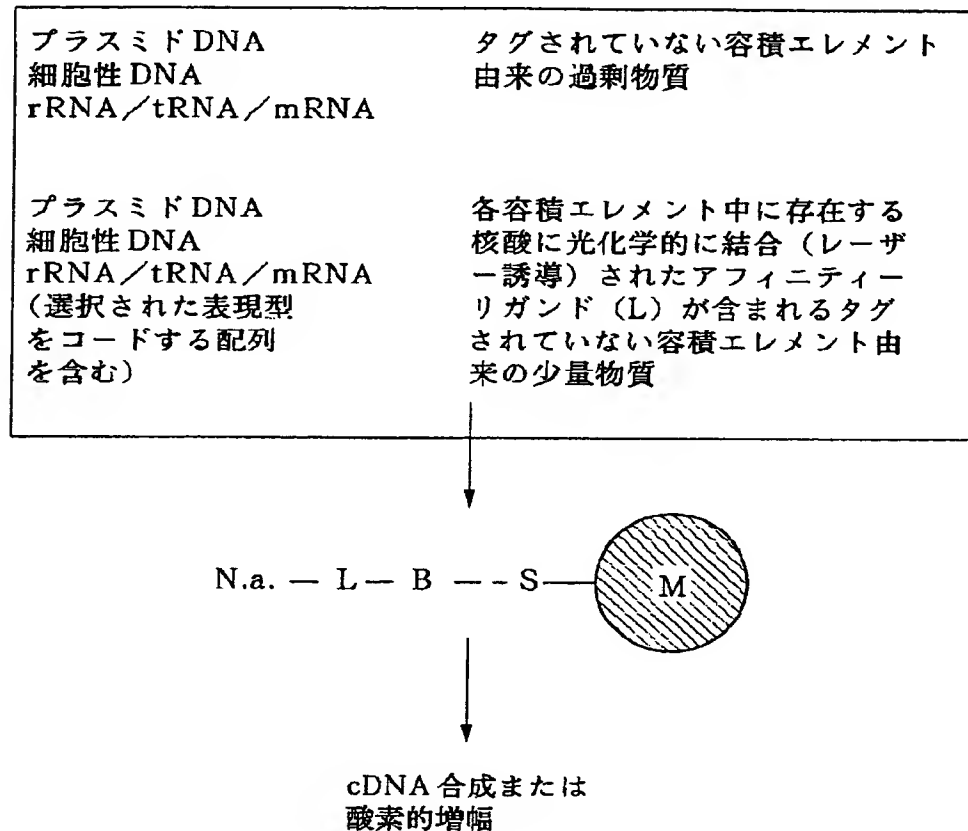 プラスミドDNA
細胞性DNA
rRNA/tRNA/mRNA
タグされていない容積エレメント
由来の過剰物質
プラスミドDNA
細胞性DNA
rRNA/tRNA/mRNA
(選択された表現型
をコードする配列
を含む)
各容積エレメント中に存在する
核酸に光化学的に結合(レーザ
ー誘導)されたアフィニティー
リガンド(L)が含まれるタグ
されていない容積エレメント由
来の少量物質
N.a. — L — B — - S — M
cDNA合成または
酸素的増幅